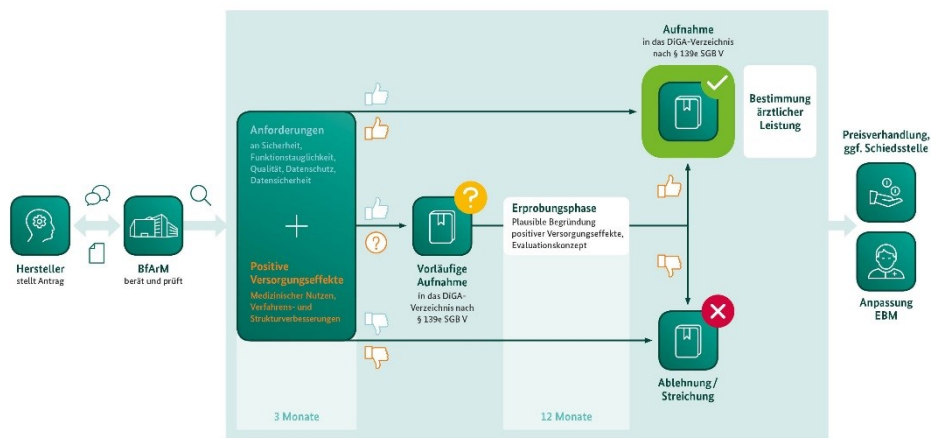 Hersteller
stellt Antrag
BfArM
berät und prüft
Anforderungen
an Sicherheit,
Funktionstauglichkeit,
Qualität, Datenschutz,
Datensicherheit
Positive
Versorgungseffekte
Medizinischer Nutzen,
Verfahrens- und
Strukturverbesserungen
3 Monate
?
?
Vorläufige
Aufnahme
in das DiGA-
Verzeichnis nach
§ 139e SGB V
Erprobungsphase
Plausible Begründung
positiver Versorgungseffekte,
Evaluationskonzept
12 Monate
Aufnahme
in das DiGA-Verzeichnis
nach § 139e SGB V
Bestimmung
ärztlicher
Leistung
Ablehnung /
Streichung
Preisverhandlung,
ggf. Schiedsstelle
Anpassung
EBM